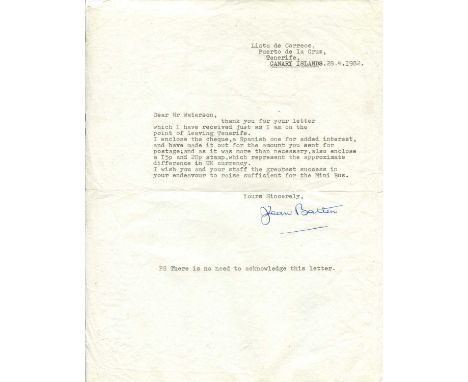 Lista de Correos,
Puerto de la Cruz,
Tenerife,
CANARY ISLANDS.28.4.1982.
Dear Mr Waterson,
thank you for your letter
which I have received just as I am on the
point of leaving Tenerife.
I enclose the cheque,a Spanish one for added interest,
and have made it out for the amount you sent for
postage;and as it was more than necessary,also enclose
a 15p and 20p stamp,which represent the approximate
difference in UK currency.
I wish you and your staff the greatest success in
your endeavour to raise sufficient for the Mini Bus.
Yours Sincerely,
Jean Batten
PS There is no need to acknowledge this letter.